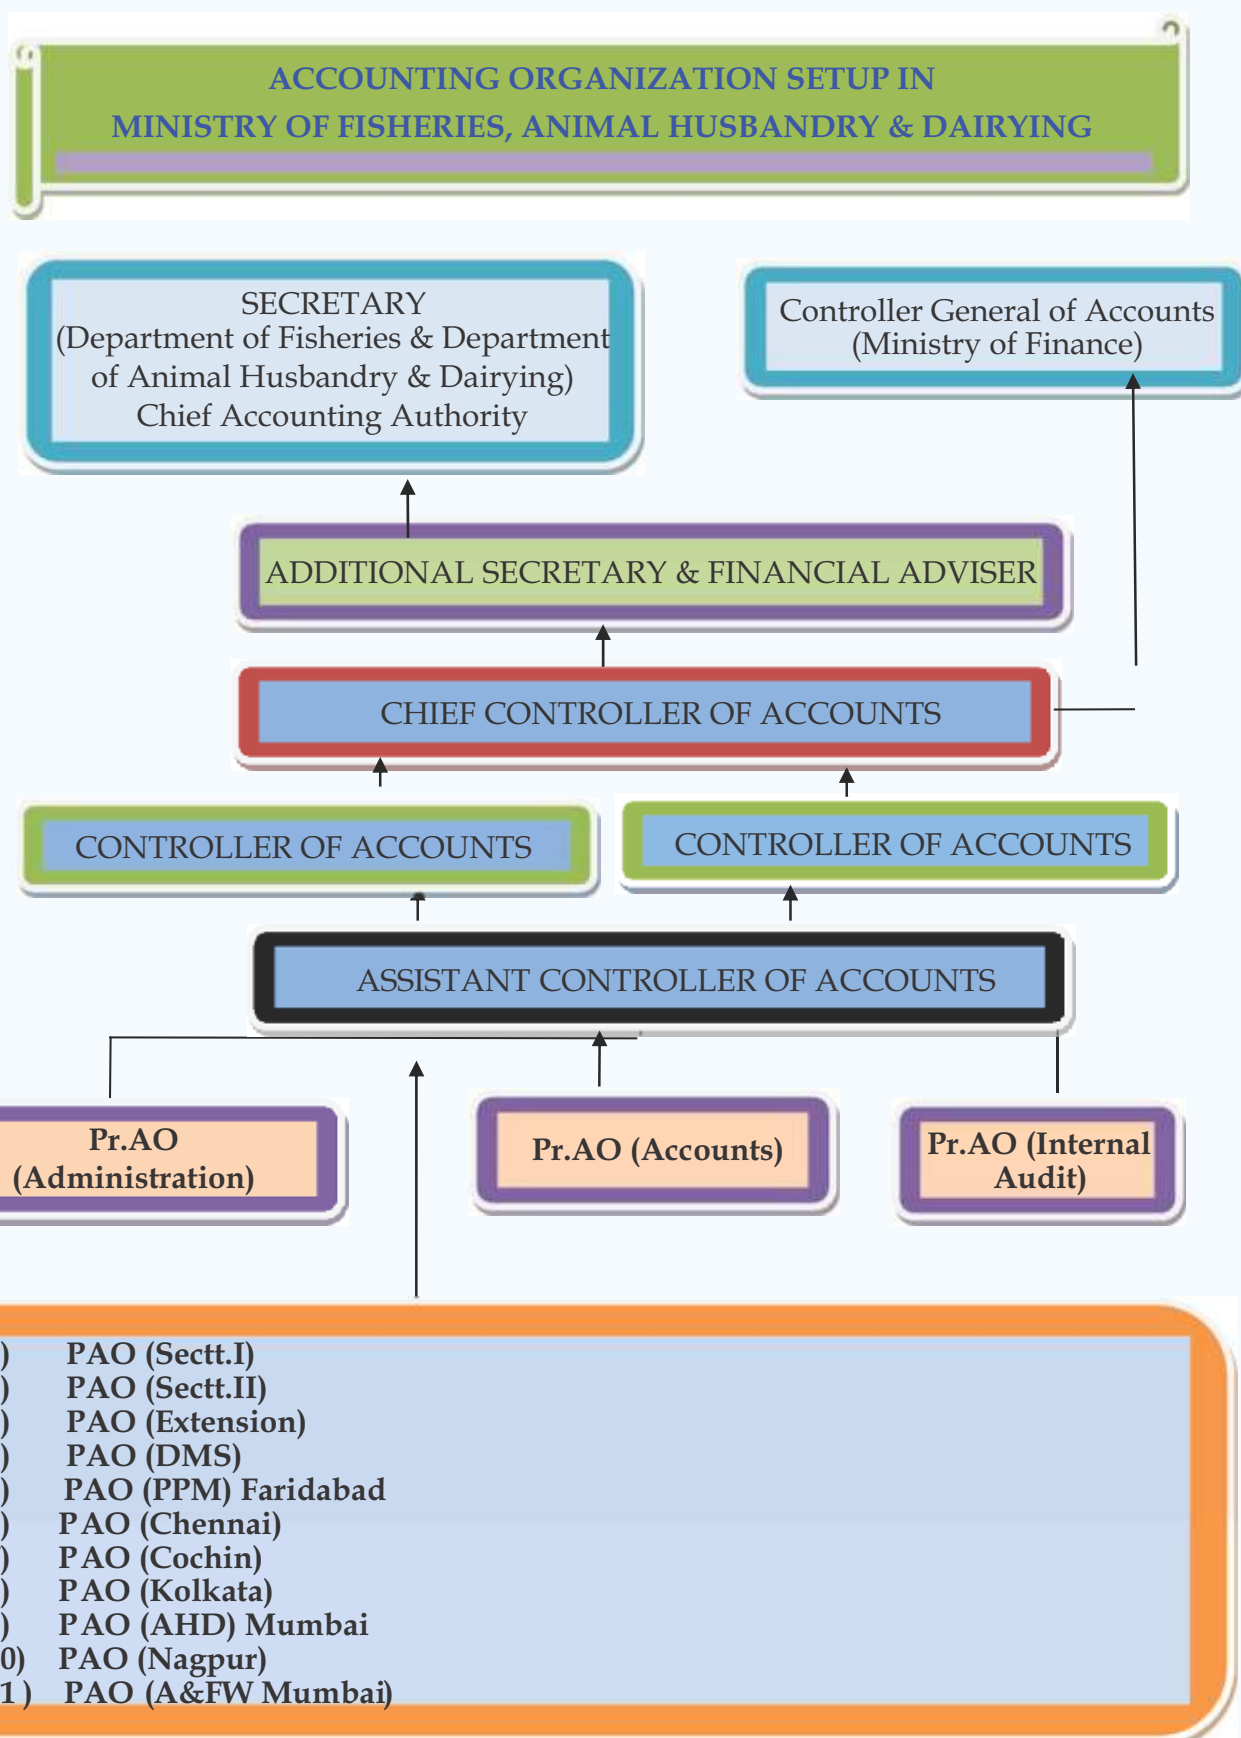 ACCOUNTING ORGANIZATION SETUP IN
MINISTRY OF FISHERIES, ANIMAL HUSBANDRY & DAIRYING
SECRETARY
(Department of Fisheries & Department
of Animal Husbandry & Dairying)
Chief Accounting Authority
Controller General of Accounts
(Ministry of Finance)
ADDITIONAL SECRETARY & FINANCIAL ADVISER
CHIEF CONTROLLER OF ACCOUNTS
CONTROLLER OF ACCOUNTS
CONTROLLER OF ACCOUNTS
ASSISTANT CONTROLLER OF ACCOUNTS
Pr.AO
(Administration)
Pr.AO (Accounts)
Pr.AO (Internal
Audit)
) PAO (Sectt.I)
) PAO (Sectt.II)
) PAO (Extension)
) PAO (DMS)
) PAO (PPM) Faridabad
) PAO (Chennai)
) PAO (Cochin)
) PAO (Kolkata)
) PAO (AHD) Mumbai
0) PAO (Nagpur)
1) PAO (A&FW Mumbai)